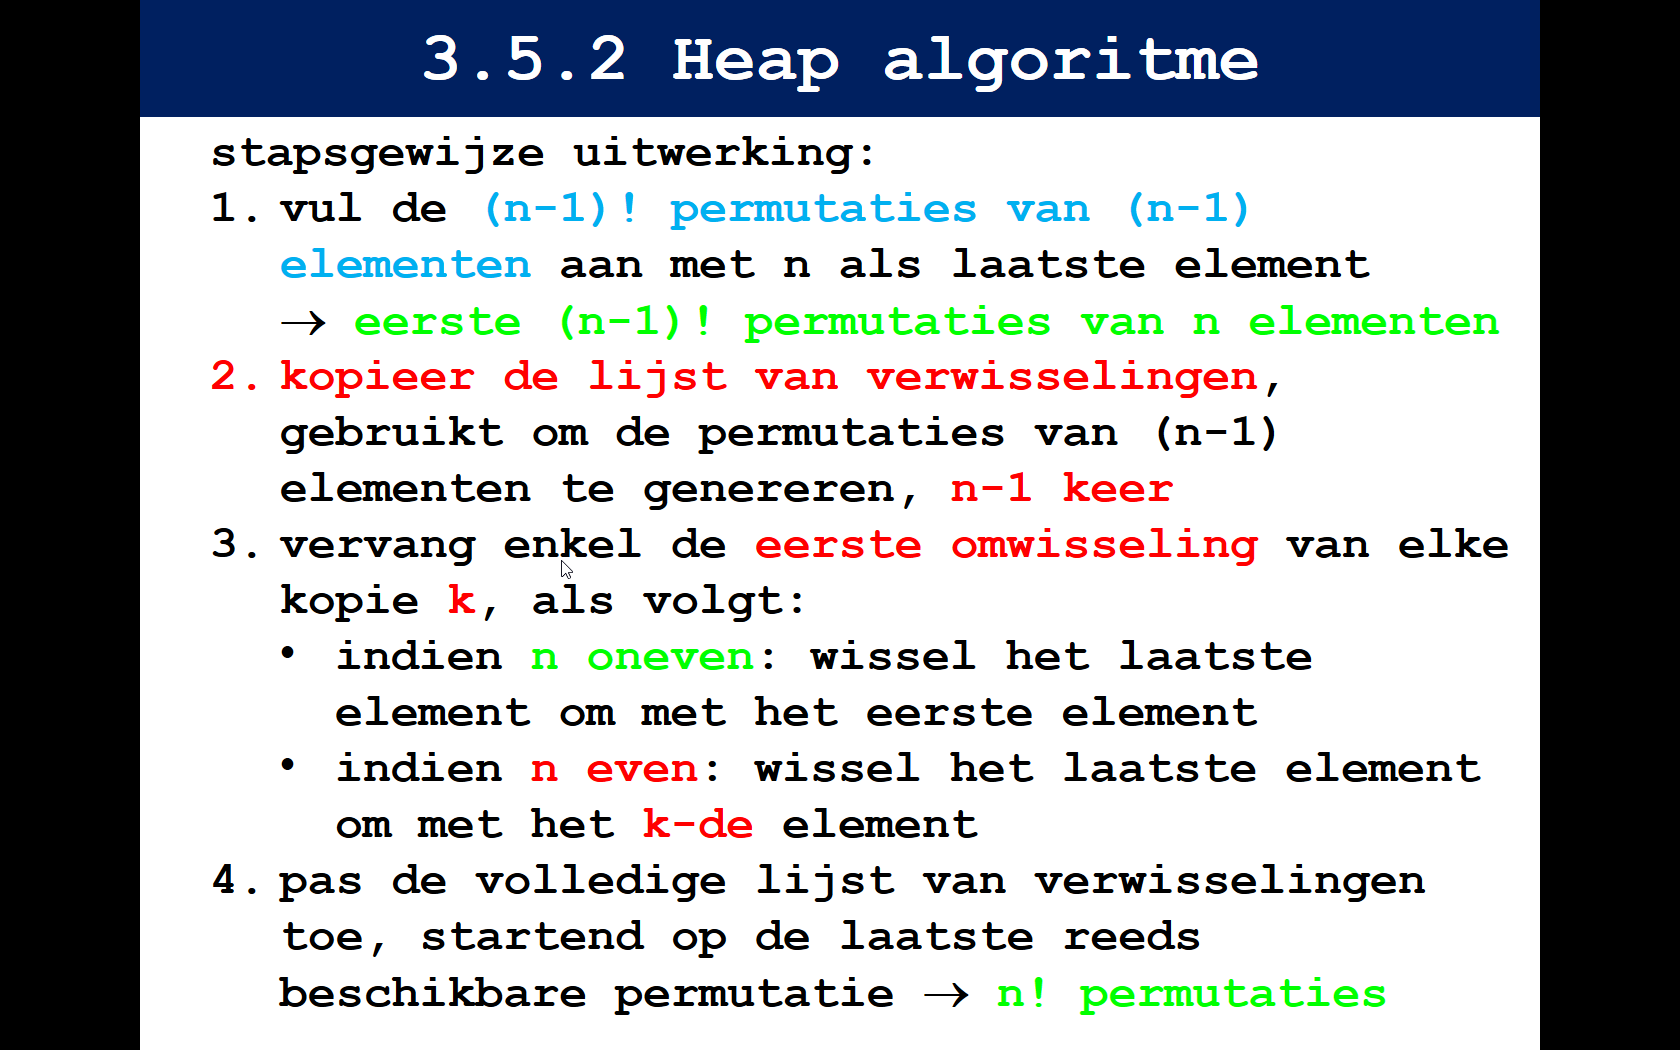 3.5.2 Heap algoritme
stapsgewijze uitwerking:
1. vul de (n-1)! permutaties van (n-1)
elementen aan met n als laatste element
→ eerste (n-1)! permutaties van n elementen
2. kopieer de lijst van verwisselingen,
gebruikt om de permutaties van (n-1)
elementen te genereren, n-1 keer
3. vervang enkel de eerste omwisseling van elke
kopie k, als volgt:
• indien n oneven: wissel het laatste
element om met het eerste element
• indien n even: wissel het laatste element
om met het k-de element
4. pas de volledige lijst van verwisselingen
toe, startend op de laatste reeds
beschikbare permutatie → n! permutaties